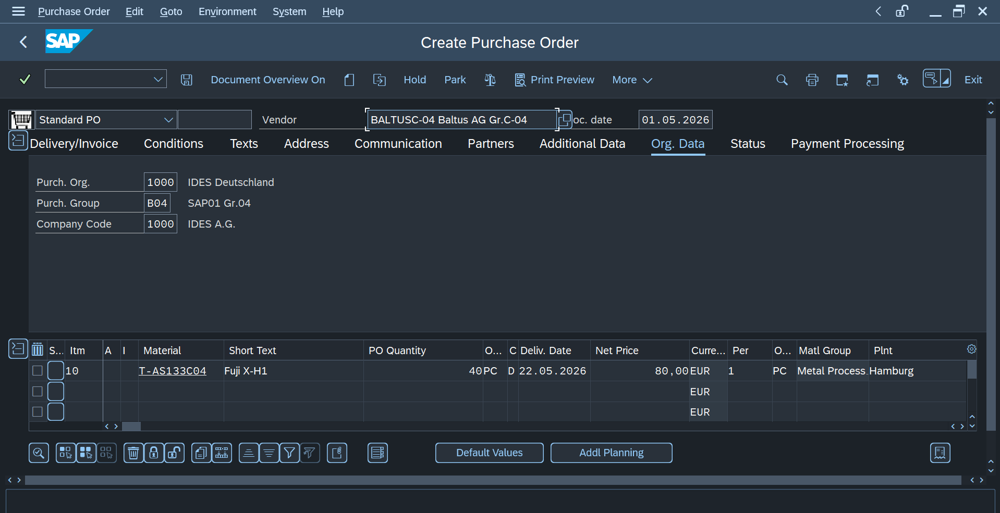 Purchase Order Edit Goto Environment System Help
SAP Create Purchase Order
Document Overview On Hold Park Print Preview More Exit
Standard PO Vendor BALTUSC-04 Baltus AG Gr.C-04 oc. date 01.05.2026
Delivery/Invoice Conditions Texts Address Communication Partners Additional Data Org. Data Status Payment Processing
Purch. Org. 1000 IDES Deutschland
Purch. Group B04 SAP01 Gr.04
Company Code 1000 IDES A.G.
S... Itm A I Material Short Text PO Quantity O... C Deliv. Date Net Price Curre... Per O... Matl Group Plnt
10 T-AS133C04 Fuji X-H1 40 PC D 22.05.2026 80,00 EUR 1 PC Metal Process.. Hamburg
EUR
EUR
Default Values Addl Planning